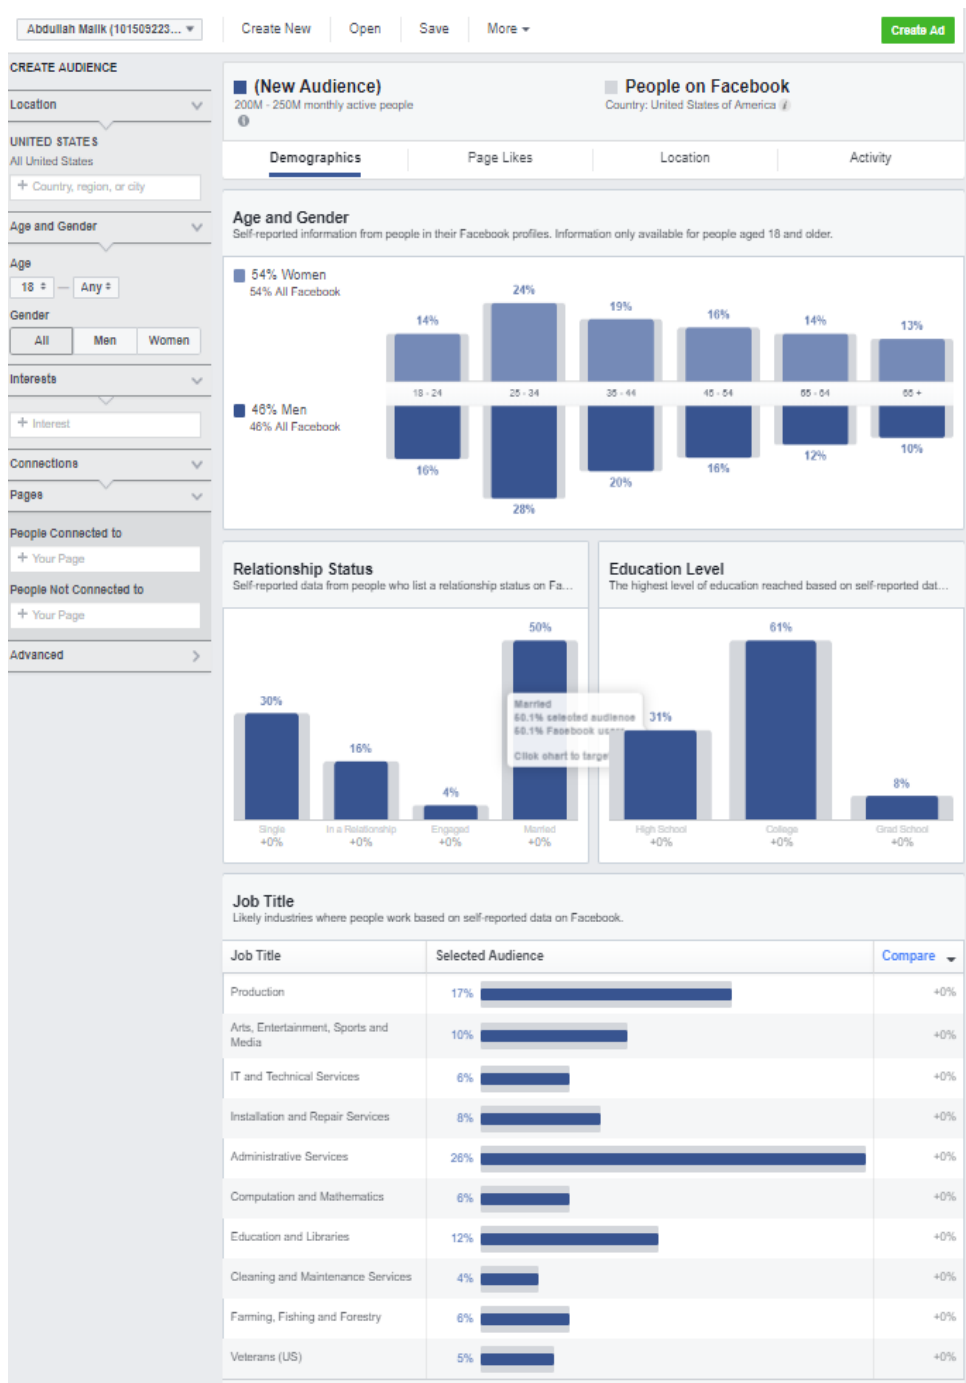 Abdullah Malik (101509223...
Create New
Open
Save
More
Create Ad
CREATE AUDIENCE
Location
UNITED STATES
All United States
+ Country, region, or city
Age and Gender
Age
18 — Any
Gender
All Men Women
Interests
+ Interest
Connections
Pages
People Connected to
+ Your Page
People Not Connected to
+ Your Page
Advanced
(New Audience)
200M - 250M monthly active people
People on Facebook
Country: United States of America
Demographics Page Likes Location Activity
Age and Gender
Self-reported information from people in their Facebook profiles. Information only available for people aged 18 and older.
54% Women
54% All Facebook
14% 24% 19% 16% 14% 13%
18 - 24 25 - 34 35 - 44 45 - 54 55 - 64 65 +
46% Men
46% All Facebook
16% 28% 20% 16% 12% 10%
Relationship Status
Self-reported data from people who list a relationship status on Fa...
30% 16% 4% 50%
Married
50.1% selected audience
50.1% Facebook users
Click chart to target
Single In a Relationship Engaged Married
+0% +0% +0% +0%
Education Level
The highest level of education reached based on self-reported dat...
31% 61% 8%
High School College Grad School
+0% +0% +0%
Job Title
Likely industries where people work based on self-reported data on Facebook.
Job Title Selected Audience Compare
Production 17% +0%
Arts, Entertainment, Sports and
Media 10% +0%
IT and Technical Services 6% +0%
Installation and Repair Services 8% +0%
Administrative Services 26% +0%
Computation and Mathematics 6% +0%
Education and Libraries 12% +0%
Cleaning and Maintenance Services 4% +0%
Farming, Fishing and Forestry 6% +0%
Veterans (US) 5% +0%